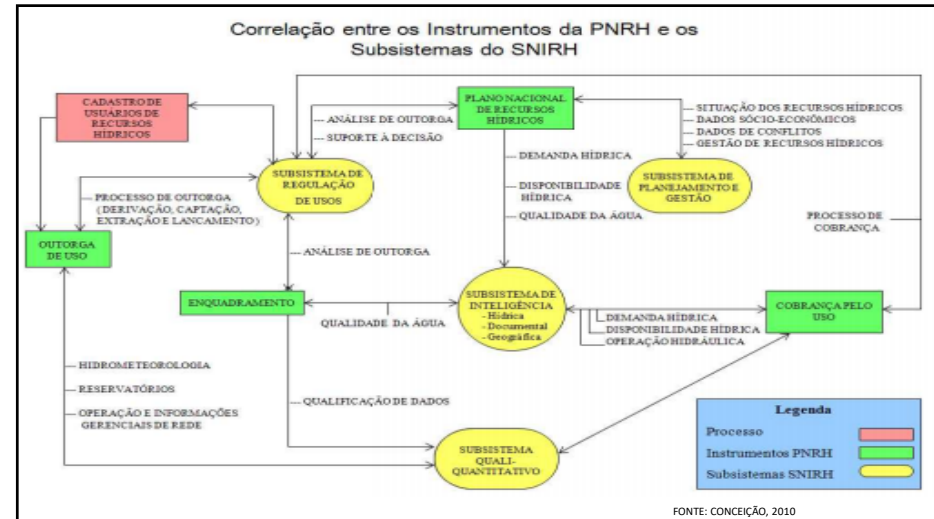 Correlação entre os Instrumentos da PNRH e os
Subsistemas do SNIRH
CADASTRO DE
USUÁRIOS DE
RECURSOS
HÍDRICOS
ANÁLISE DE OUTORGA
SUPORTE À DECISÃO
PLANO NACIONAL
DE RECURSOS
HÍDRICOS
SITUAÇÃO DOS RECURSOS HÍDRICOS
DADOS SÓCIO-ECONÔMICOS
DADOS DE CONFLITOS
GESTÃO DE RECURSOS HÍDRICOS
SUBSISTEMA DE
REGULAÇÃO
DE USOS
DEMANDA HÍDRICA
DISPONIBILIDADE
HÍDRICA
QUALIDADE DA ÁGUA
SUBSISTEMA DE
PLANEJAMENTO E
GESTÃO
PROCESSO DE OUTORGA
(DERIVAÇÃO, CAPTAÇÃO,
EXTRAÇÃO E LANCAMENTO)
PROCESSO DE
COBRANÇA
OUTORGA
DE USO
ANÁLISE DE OUTORGA
ENQUADRAMENTO
QUALIDADE DA ÁGUA
SUBSISTEMA DE
INTELIGÊNCIA
- Hídrica
- Documental
- Geográfica
DEMANDA HÍDRICA
DISPONIBILIDADE HÍDRICA
OPERAÇÃO HIDRÁULICA
COBRANÇA PELO
USO
HIDROMETEOROLOGIA
RESERVATÓRIOS
OPERAÇÃO E INFORMAÇÕES
GERENCIAIS DE REDE
QUALIFICAÇÃO DE DADOS
SUBSISTEMA
QUALI-
QUANTITATIVO
Legenda
Processo
Instrumentos PNRH
Subsistemas SNIRH
FONTE: CONCEIÇÃO, 2010